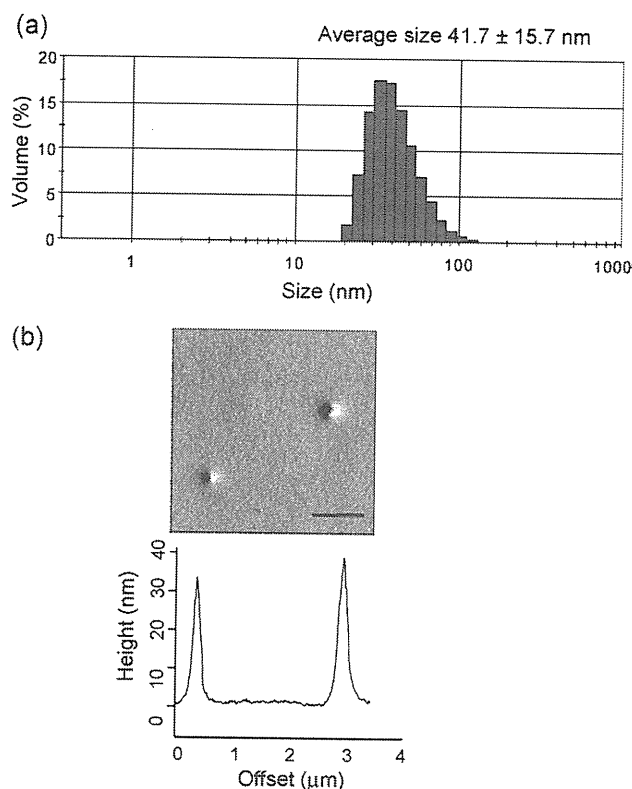 (a)
Average size 41.7 ± 15.7 nm
20
15
10
5
0
Volume (%)
1 10 100 1000
Size (nm)
(b)
40
30
20
10
0
Height (nm)
0 1 2 3 4
Offset (μm)